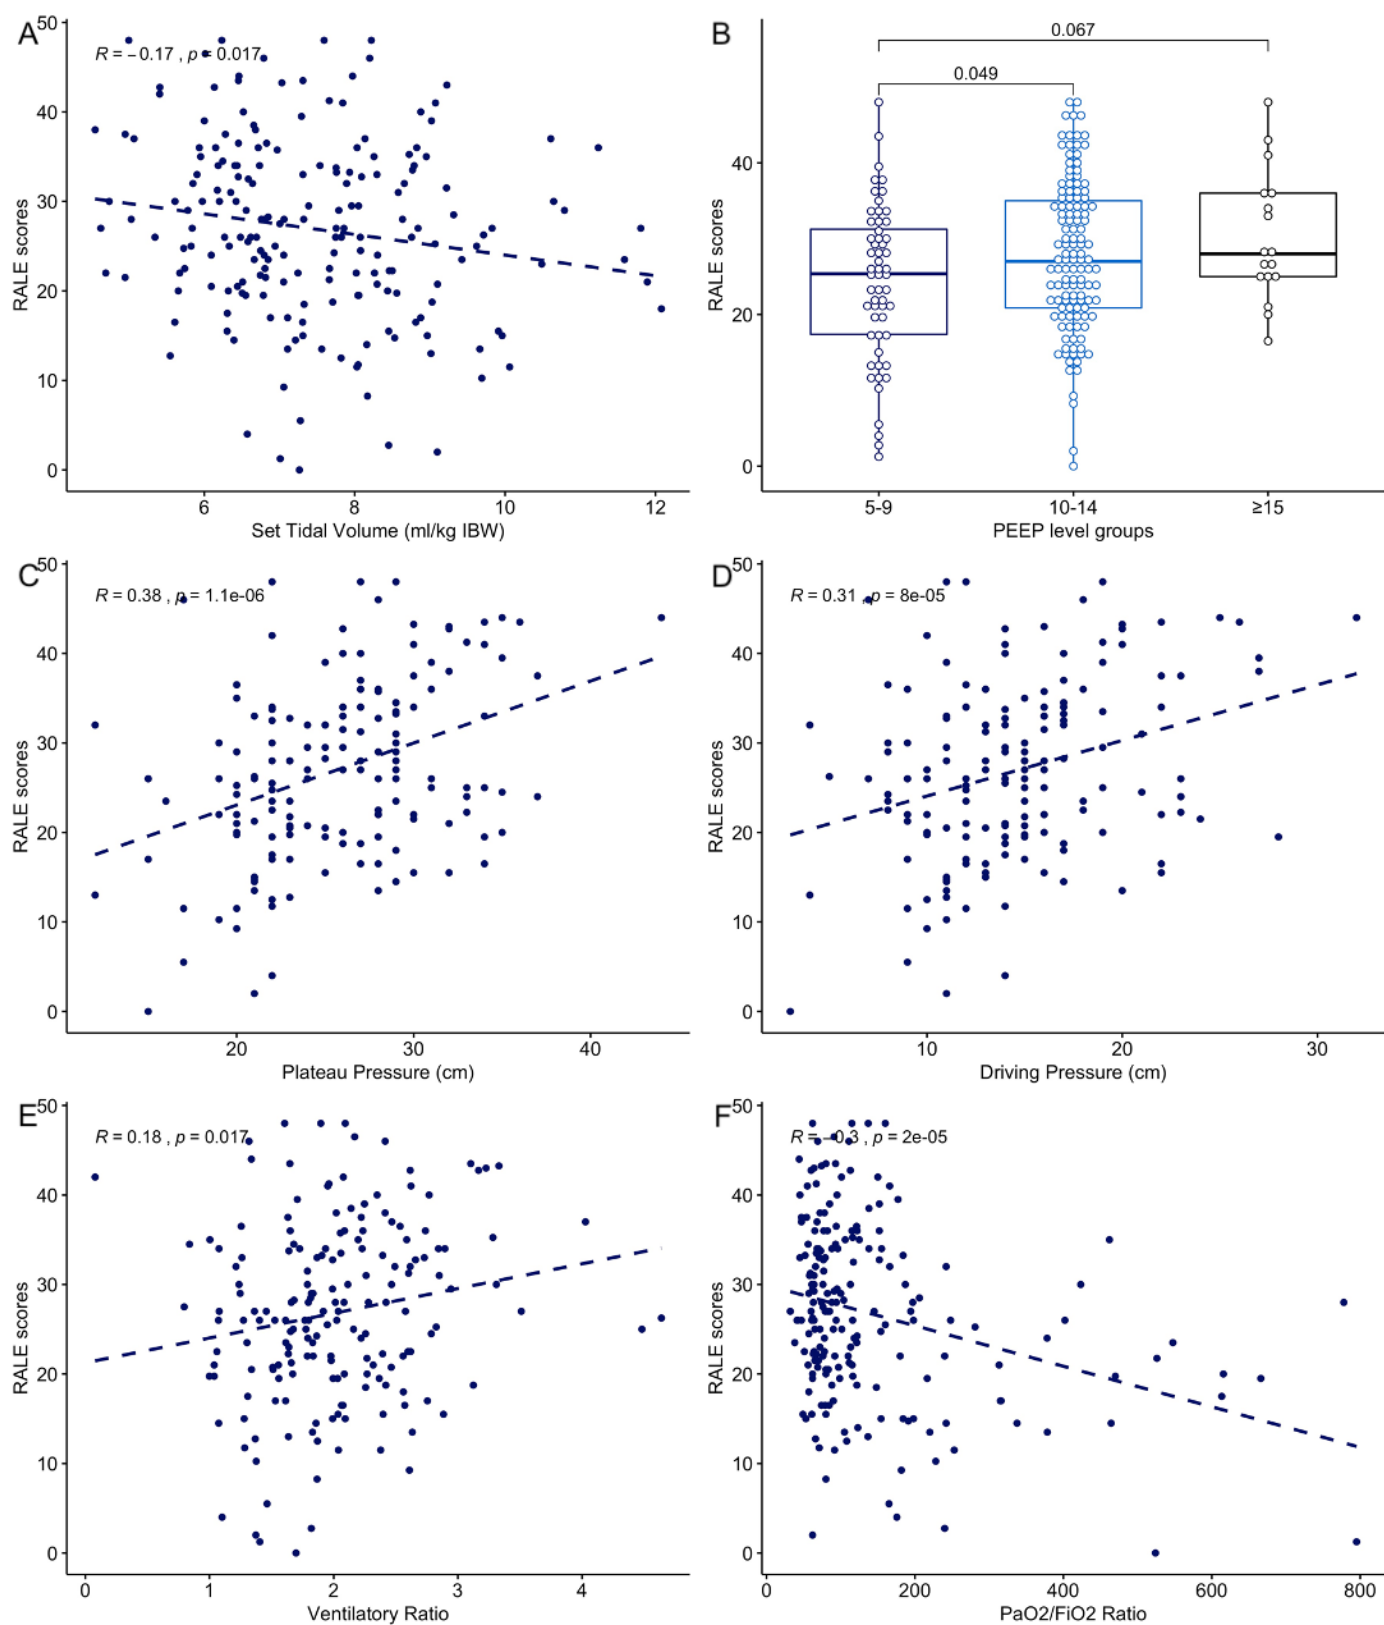 A
50
40
30
20
10
0
RALE scores
R = −0.17 , p = 0.017
6 8 10 12
Set Tidal Volume (ml/kg IBW)
B
0.067
0.049
40
20
0
RALE scores
5-9 10-14 ≥15
PEEP level groups
C
50
40
30
20
10
0
RALE scores
R = 0.38 , p = 1.1e-06
20 30 40
Plateau Pressure (cm)
D
50
40
30
20
10
0
RALE scores
R = 0.31 , p = 8e-05
10 20 30
Driving Pressure (cm)
E
50
40
30
20
10
0
RALE scores
R = 0.18 , p = 0.017
0 1 2 3 4
Ventilatory Ratio
F
50
40
30
20
10
0
RALE scores
R = −0.3 , p = 2e-05
0 200 400 600 800
PaO2/FiO2 Ratio